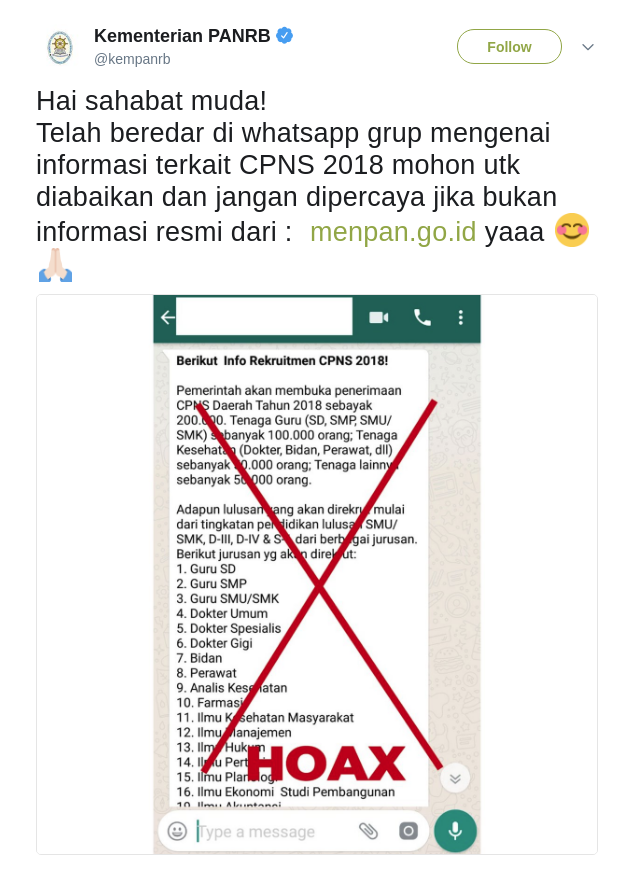 Kementerian PANRB
@kempanrb
Follow
Hai sahabat muda!
Telah beredar di whatsapp grup mengenai
informasi terkait CPNS 2018 mohon utk
diabaikan dan jangan dipercaya jika bukan
informasi resmi dari : menpan.go.id yaaa 😊
🙏🏻
Berikut Info Rekruitmen CPNS 2018!
Pemerintah akan membuka penerimaan
CPNS Daerah Tahun 2018 sebayak
200.000. Tenaga Guru (SD, SMP, SMU/
SMK) sebanyak 100.000 orang; Tenaga
Kesehatan (Dokter, Bidan, Perawat, dll)
sebanyak 50.000 orang; Tenaga lainnya
sebanyak 50.000 orang.
Adapun lulusan yang akan direkrut mulai
dari tingkatan pendidikan lulusan SMU/
SMK, D-III, D-IV & S-1, dari berbagai jurusan.
Berikut jurusan yg akan direkrut:
1. Guru SD
2. Guru SMP
3. Guru SMU/SMK
4. Dokter Umum
5. Dokter Spesialis
6. Dokter Gigi
7. Bidan
8. Perawat
9. Analis Kesehatan
10. Farmasi
11. Ilmu Kesehatan Masyarakat
12. Ilmu Manajemen
13. Ilmu Hukum
14. Ilmu
15. Ilmu Planologi
16. Ilmu Ekonomi Studi Pembangunan
19. Ilmu Akuntansi
HOAX
Type a message